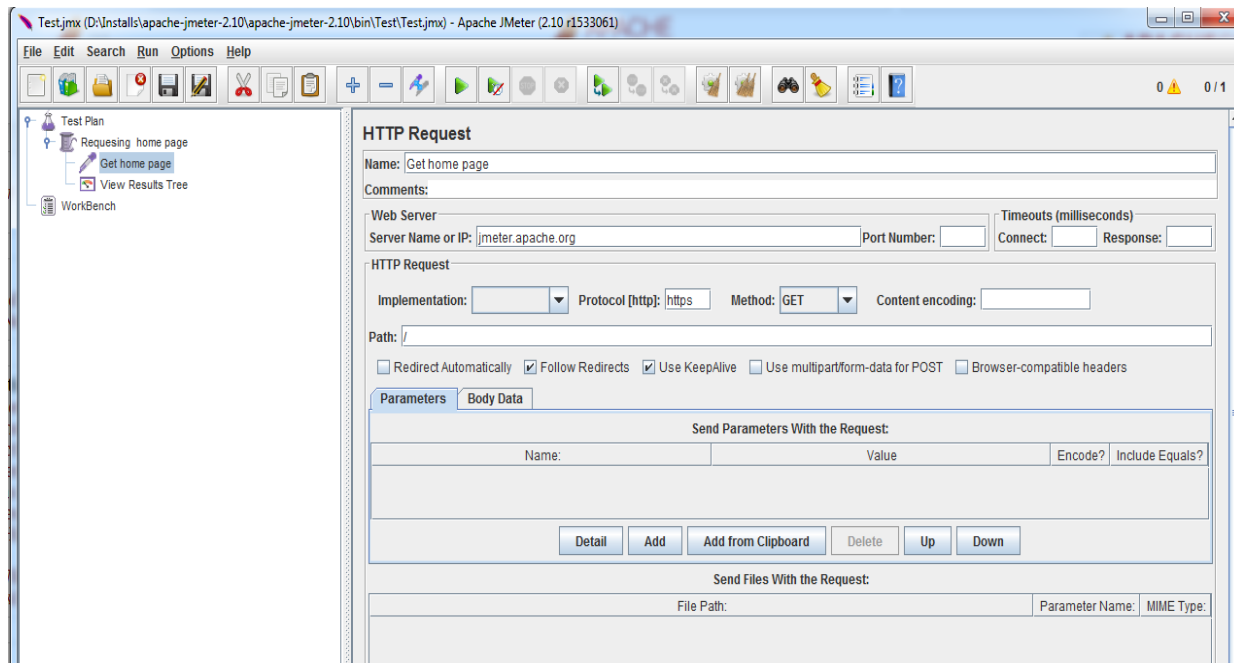 Test.jmx (D:\Installs\apache-jmeter-2.10\apache-jmeter-2.10\bin\Test\Test.jmx) - Apache JMeter (2.10 r1533061)
File Edit Search Run Options Help
0 0 / 1
Test Plan
Requesing home page
Get home page
View Results Tree
WorkBench
HTTP Request
Name: Get home page
Comments:
Web Server
Server Name or IP: jmeter.apache.org Port Number:
Timeouts (milliseconds)
Connect: Response:
HTTP Request
Implementation: Protocol [http]: https Method: GET Content encoding:
Path: /
Redirect Automatically Follow Redirects Use KeepAlive Use multipart/form-data for POST Browser-compatible headers
Parameters Body Data
Send Parameters With the Request:
Name: Value Encode? Include Equals?
Detail Add Add from Clipboard Delete Up Down
Send Files With the Request:
File Path: Parameter Name: MIME Type: